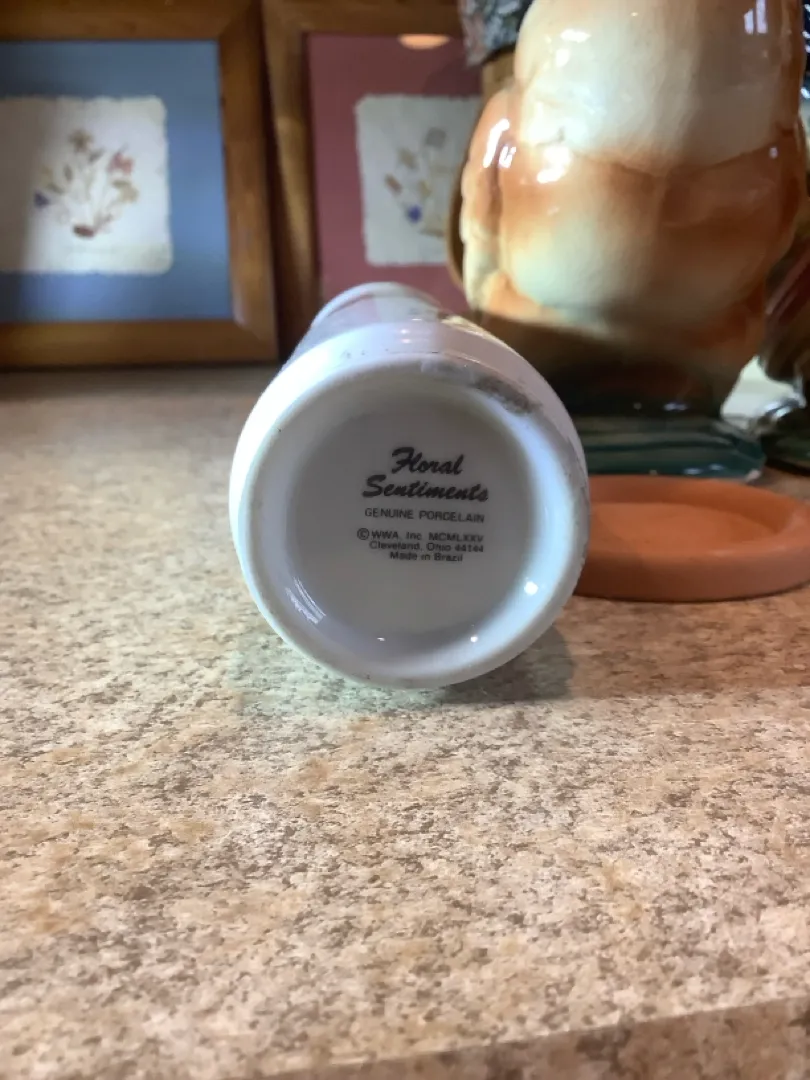 Floral
Sentiments
GENUINE PORCELAIN
©WWA, Inc. MCMLXXV
Cleveland, Ohio 44144
Made in Brazil